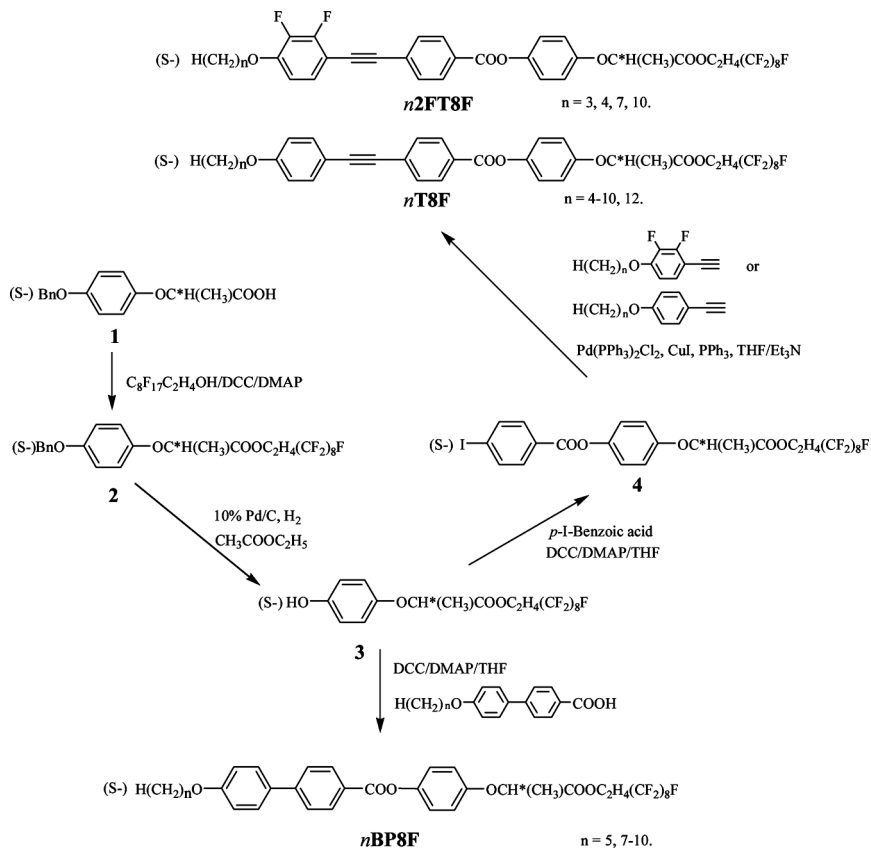 F F
(S-) H(CH₂)ₙO COO OC*H(CH₃)COOC₂H₄(CF₂)₈F
n2FT8F n = 3, 4, 7, 10.
(S-) H(CH₂)ₙO COO OC*H(CH₃)COOC₂H₄(CF₂)₈F
nT8F
n = 4-10, 12.
F F
H(CH₂)ₙO or
(S-) BnO OC*H(CH₃)COOH
H(CH₂)ₙO
1
Pd(PPh₃)₂Cl₂, CuI, PPh₃, THF/Et₃N
C₈F₁₇C₂H₄OH/DCC/DMAP
(S-)BnO OC*H(CH₃)COOC₂H₄(CF₂)₈F
(S-) I COO OC*H(CH₃)COOC₂H₄(CF₂)₈F
2
4
10% Pd/C, H₂
CH₃COOC₂H₅
p-I-Benzoic acid
DCC/DMAP/THF
(S-) HO OCH*(CH₃)COOC₂H₄(CF₂)₈F
3
DCC/DMAP/THF
H(CH₂)ₙO COOH
(S-) H(CH₂)ₙO COO OCH*(CH₃)COOC₂H₄(CF₂)₈F
nBP8F n = 5, 7-10.